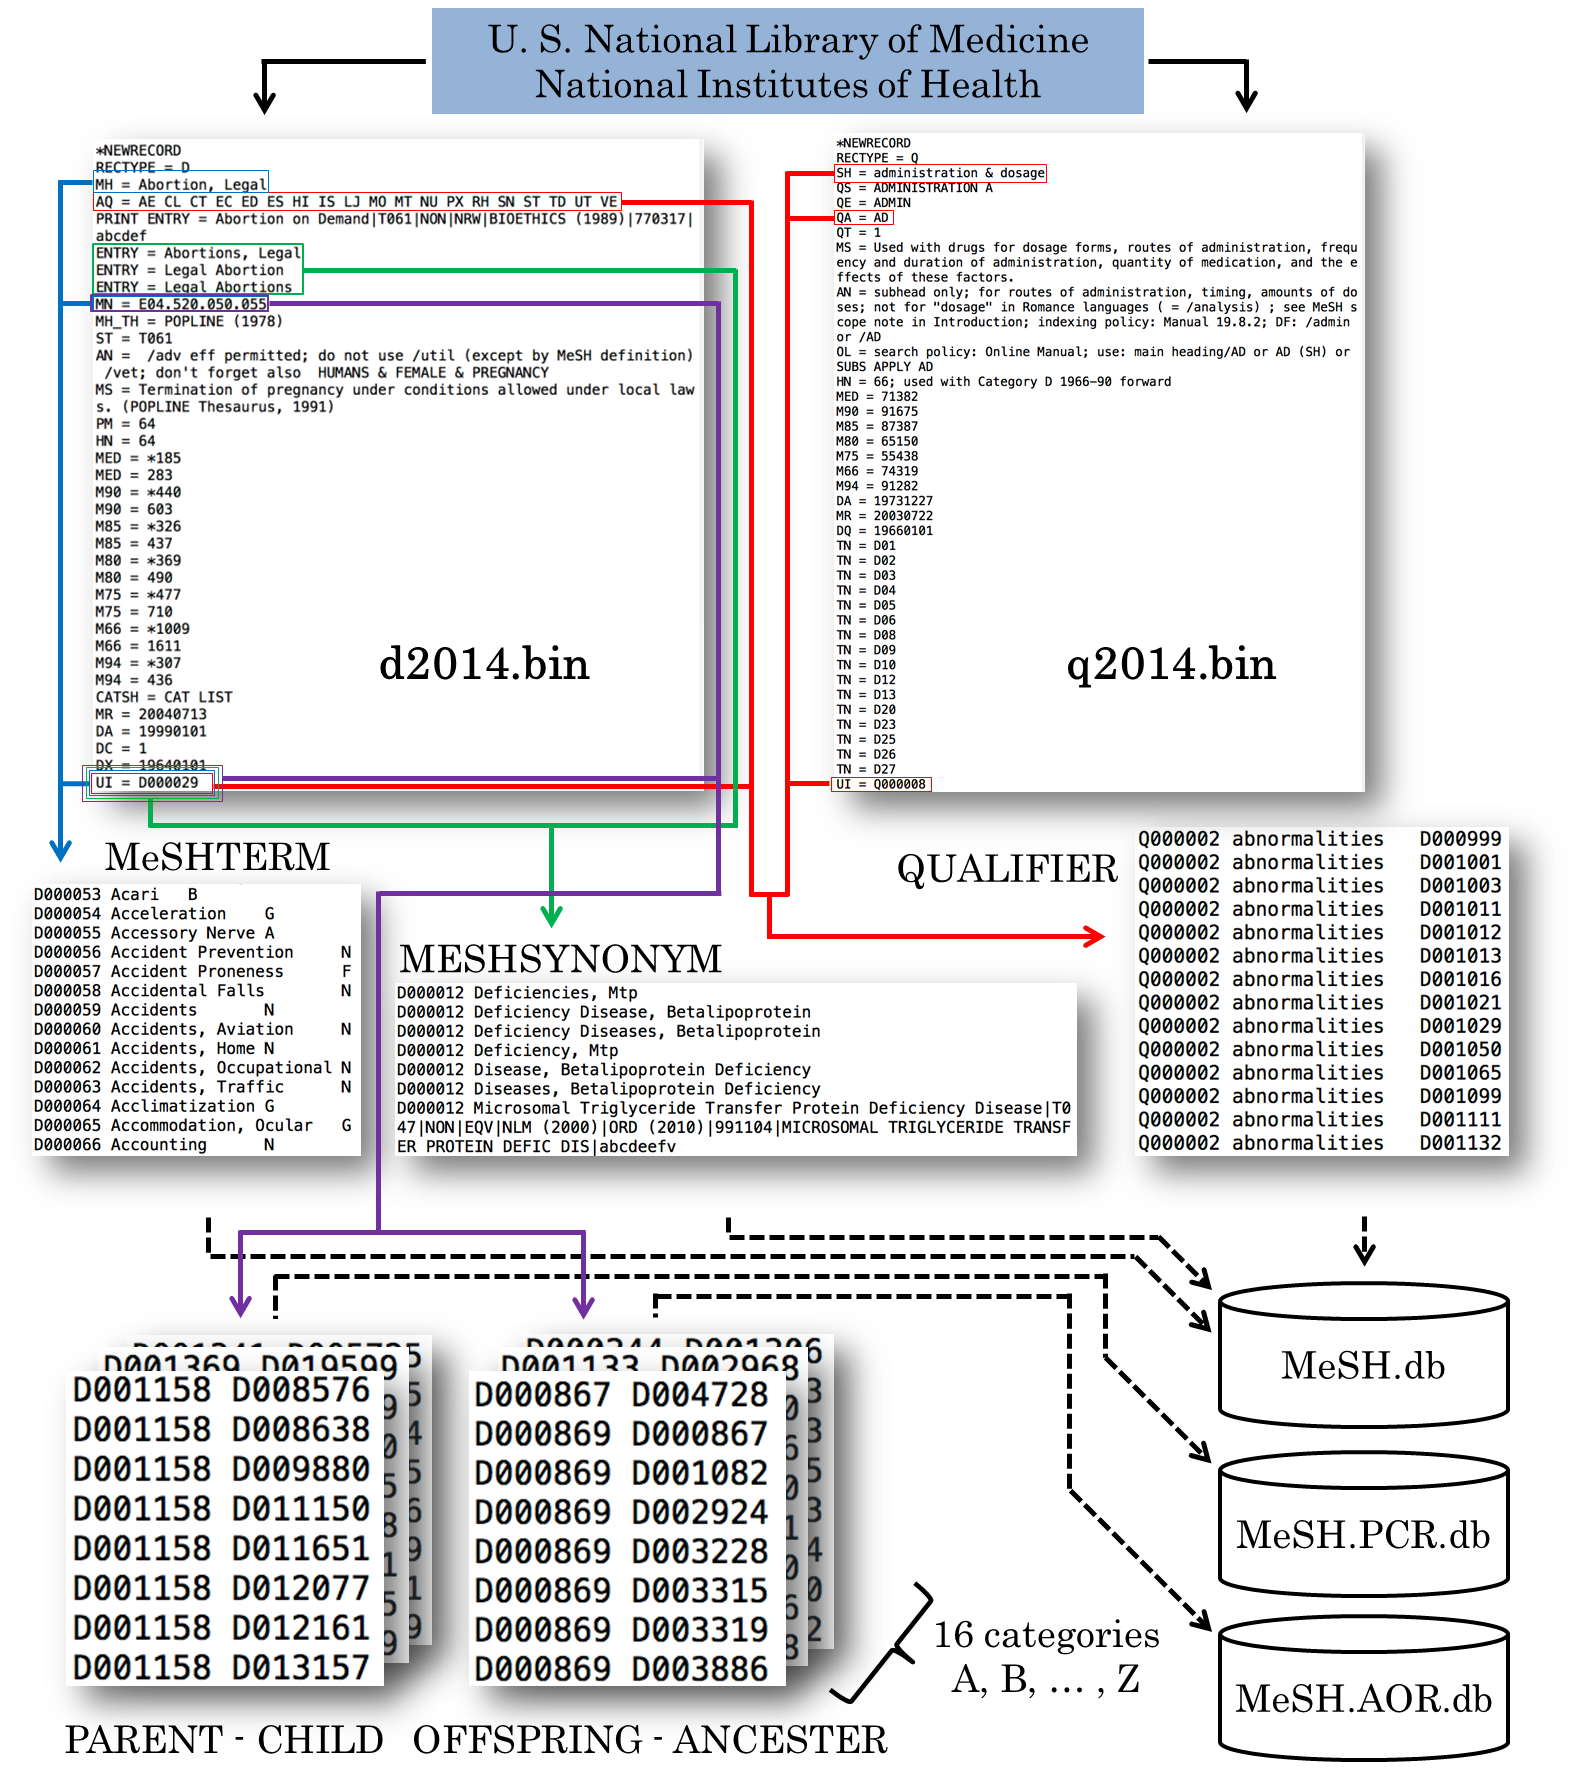 U. S. National Library of Medicine
National Institutes of Health
*NEWRECORD
RECTYPE = D
MH = Abortion, Legal
AQ = AE CL CT EC ED ES HI IS LJ MO MT NU PX RH SN ST TD UT VE
PRINT ENTRY = Abortion on Demand|T061|NON|NRW|BIOETHICS (1989)|770317|
abcdef
ENTRY = Abortions, Legal
ENTRY = Legal Abortion
ENTRY = Legal Abortions
MN = E04.520.050.055
MH_TH = POPLINE (1978)
ST = T061
AN =  /adv eff permitted; do not use /util (except by MeSH definition)
/vet; don't forget also  HUMANS & FEMALE & PREGNANCY
MS = Termination of pregnancy under conditions allowed under local law
s. (POPLINE Thesaurus, 1991)
PM = 64
HN = 64
MED = *185
MED = 283
M90 = *440
M90 = 603
M85 = *326
M85 = 437
M80 = *369
M80 = 490
M75 = *477
M75 = 710
M66 = *1009
M66 = 1611
M94 = *307
M94 = 436
CATSH = CAT LIST
MR = 20040713
DA = 19990101
DC = 1
DX = 19640101
UI = D000029
d2014.bin
*NEWRECORD
RECTYPE = Q
SH = administration & dosage
QS = ADMINISTRATION A
QE = ADMIN
QA = AD
QT = 1
MS = Used with drugs for dosage forms, routes of administration, frequ
ency and duration of administration, quantity of medication, and the e
ffects of these factors.
AN = subhead only; for routes of administration, timing, amounts of do
ses; not for "dosage" in Romance languages ( = /analysis) ; see MeSH s
cope note in Introduction; indexing policy: Manual 19.8.2; DF: /admin
or /AD
OL = search policy: Online Manual; use: main heading/AD or AD (SH) or
SUBS APPLY AD
HN = 66; used with Category D 1966-90 forward
MED = 71382
M90 = 91675
M85 = 87387
M80 = 65150
M75 = 55438
M66 = 74319
M94 = 91282
DA = 19731227
MR = 20030722
DQ = 19660101
TN = D01
TN = D02
TN = D03
TN = D04
TN = D05
TN = D06
TN = D08
TN = D09
TN = D10
TN = D12
TN = D13
TN = D20
TN = D23
TN = D25
TN = D26
TN = D27
UI = Q000008
q2014.bin
MeSHTERM
D000053 Acari B
D000054 Acceleration G
D000055 Accessory Nerve A
D000056 Accident Prevention N
D000057 Accident Proneness F
D000058 Accidental Falls N
D000059 Accidents N
D000060 Accidents, Aviation N
D000061 Accidents, Home N
D000062 Accidents, Occupational N
D000063 Accidents, Traffic N
D000064 Acclimatization G
D000065 Accommodation, Ocular G
D000066 Accounting N
MESHSYNONYM
D000012 Deficiencies, Mtp
D000012 Deficiency Disease, Betalipoprotein
D000012 Deficiency Diseases, Betalipoprotein
D000012 Deficiency, Mtp
D000012 Disease, Betalipoprotein Deficiency
D000012 Diseases, Betalipoprotein Deficiency
D000012 Microsomal Triglyceride Transfer Protein Deficiency Disease|T0
47|NON|EQV|NLM (2000)|ORD (2010)|991104|MICROSOMAL TRIGLYCERIDE TRANSF
ER PROTEIN DEFIC DIS|abcdeefv
QUALIFIER
Q000002 abnormalities D000999
Q000002 abnormalities D001001
Q000002 abnormalities D001003
Q000002 abnormalities D001011
Q000002 abnormalities D001012
Q000002 abnormalities D001013
Q000002 abnormalities D001016
Q000002 abnormalities D001021
Q000002 abnormalities D001029
Q000002 abnormalities D001050
Q000002 abnormalities D001065
Q000002 abnormalities D001099
Q000002 abnormalities D001111
Q000002 abnormalities D001132
D001369 D019599
D001158 D008576
D001158 D008638
D001158 D009880
D001158 D011150
D001158 D011651
D001158 D012077
D001158 D012161
D001158 D013157
PARENT - CHILD
D001133 D002968
D000867 D004728
D000869 D000867
D000869 D001082
D000869 D002924
D000869 D003228
D000869 D003315
D000869 D003319
D000869 D003886
OFFSPRING - ANCESTER
16 categories
A, B, ... , Z
MeSH.db
MeSH.PCR.db
MeSH.AOR.db